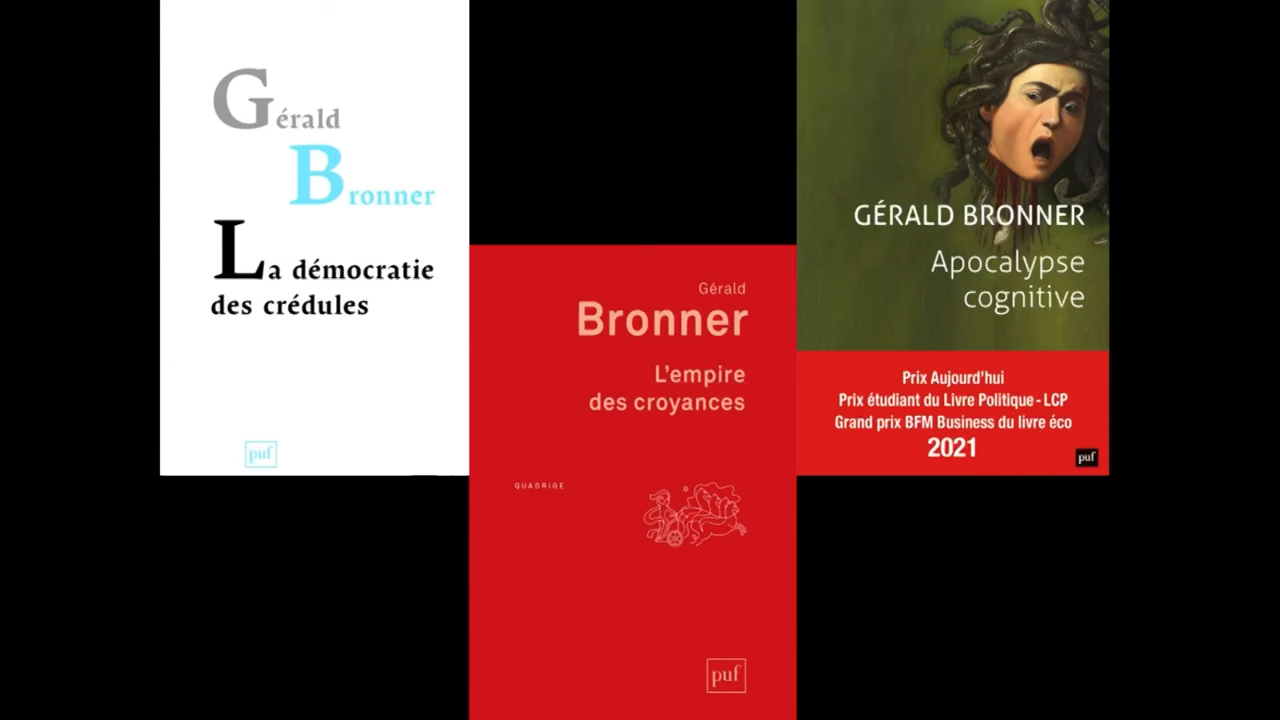 Gérald
Bronner
La démocratie
des crédules
puf
Gérald
Bronner
L'empire
des croyances
QUADRIGE
puf
GÉRALD BRONNER
Apocalypse
cognitive
Prix Aujourd'hui
Prix étudiant du Livre Politique - LCP
Grand prix BFM Business du livre éco
2021
puf